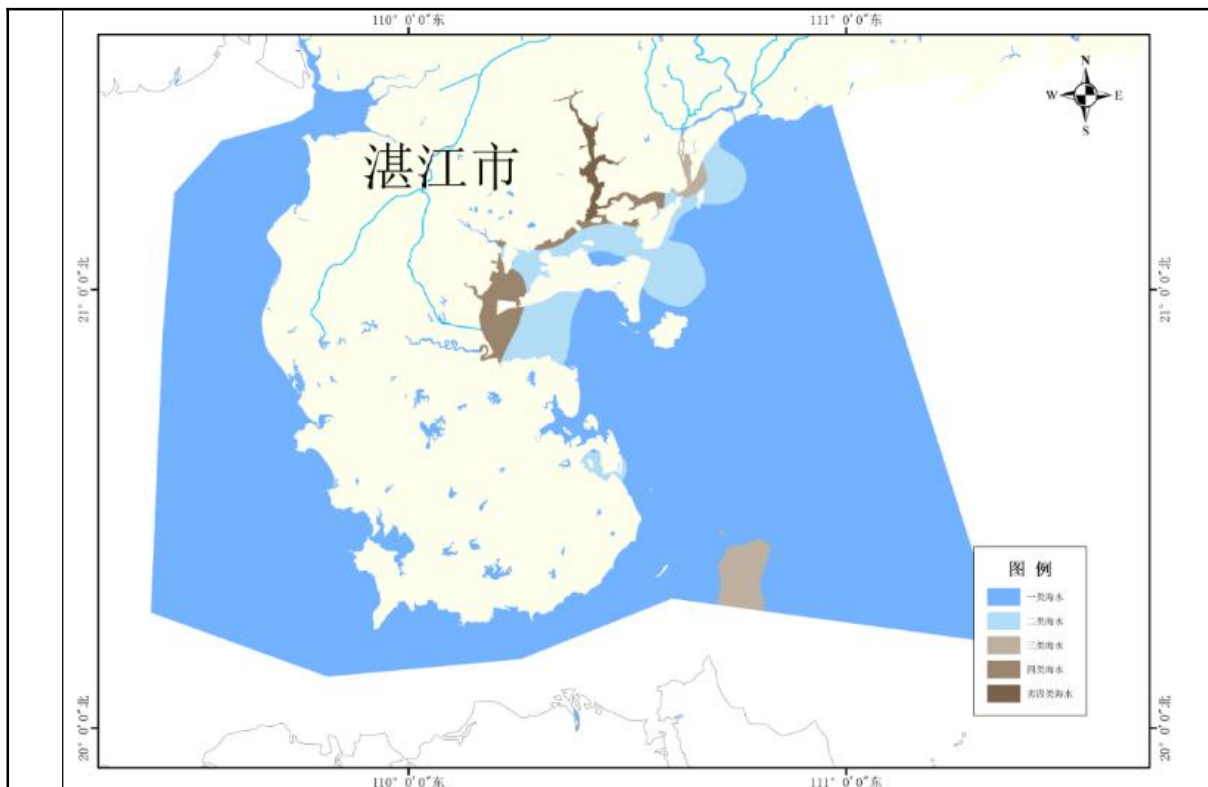 110° 0′0″东
111° 0′0″东
N
W
E
S
湛江市
21° 0′0″北
21° 0′0″北
图 例
一类海水
二类海水
三类海水
四类海水
劣四类海水
20° 0′0″北
20° 0′0″北
110° 0′0″东
111° 0′0″东